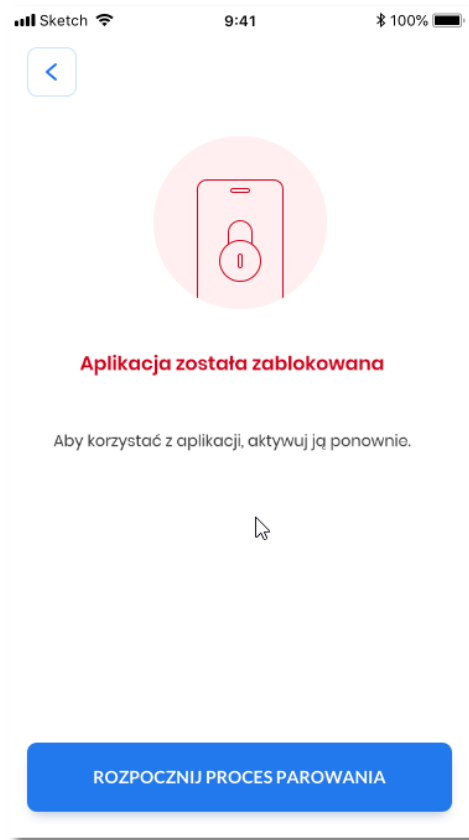 Sketch 9:41 100%
Aplikacja została zablokowana
Aby korzystać z aplikacji, aktywuj ją ponownie.
ROZPOCZNIJ PROCES PAROWANIA